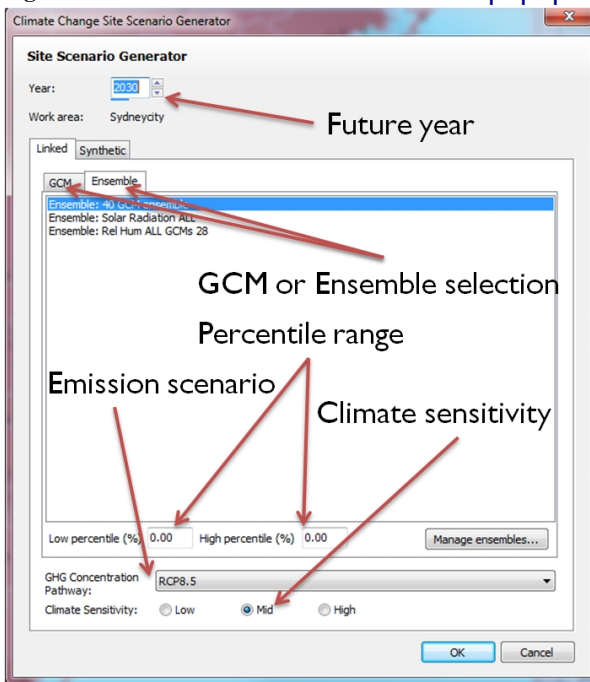 Climate Change Site Scenario Generator
x
Site Scenario Generator
Year: 2030
Future year
Work area: Sydneycity
Linked Synthetic
GCM Ensemble
Ensemble: 40 GCM ensemble
Ensemble: Solar Radiation ALL
Ensemble: Rel Hum ALL GCMs 28
GCM or Ensemble selection
Percentile range
Emission scenario
Climate sensitivity
Low percentile (%) 0.00 High percentile (%) 0.00 Manage ensembles...
GHG Concentration
Pathway: RCP8.5
Climate Sensitivity: Low Mid High
OK Cancel